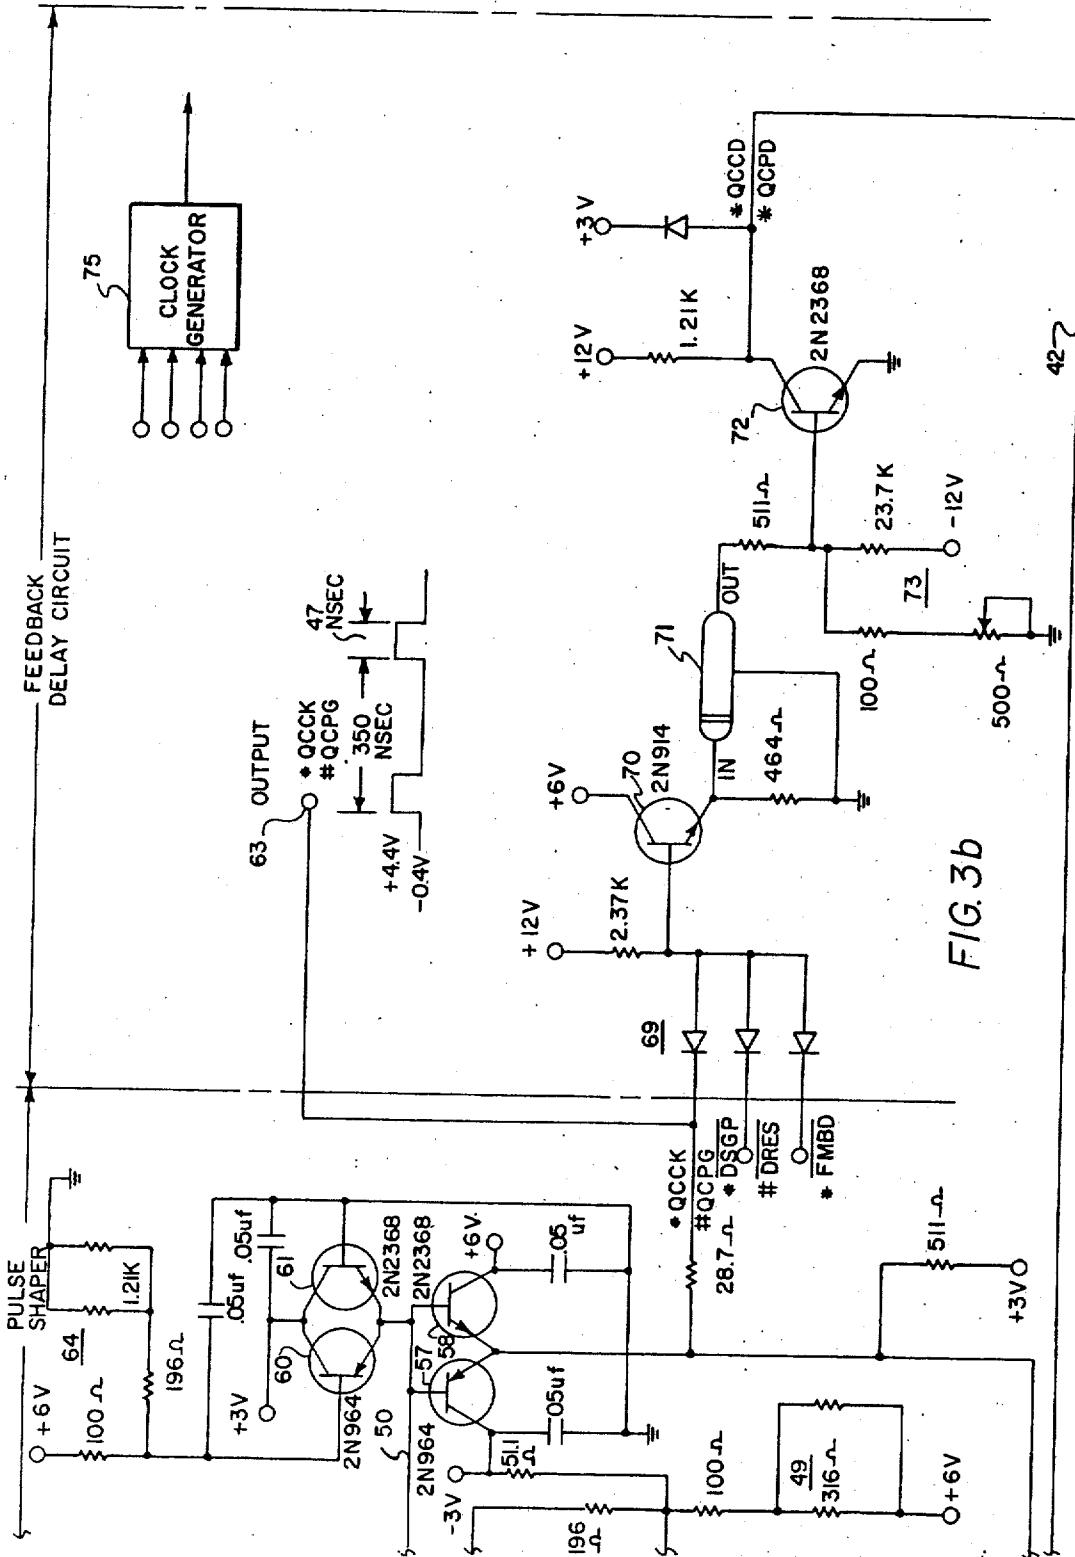 FEEDBACK
DELAY CIRCUIT
75
CLOCK
GENERATOR
PULSE
SHAPER
64
+6V
100Ω
196Ω
1.21K
.05uf
.05uf
+3V
60
61
2N964
2N2368
50
57
58
2N964
2N2368
+6V
.05
uf
.05uf
-3V
51.1
Ω
196
Ω
100Ω
49
316Ω
+6V
28.7Ω
511Ω
+3V
63
OUTPUT
* QCCK
# QCPG
350
NSEC
47
NSEC
+4.4V
-0.4V
* QCCK
# QCPG
* DSGP
# DRES
* FMBD
69
+12V
2.37K
+6V
70
2N914
IN
464Ω
71
OUT
511Ω
100Ω
500Ω
73
23.7K
-12V
72
2N2368
+12V
1.21K
+3V
* QCCD
* QCPD
42
FIG. 3b